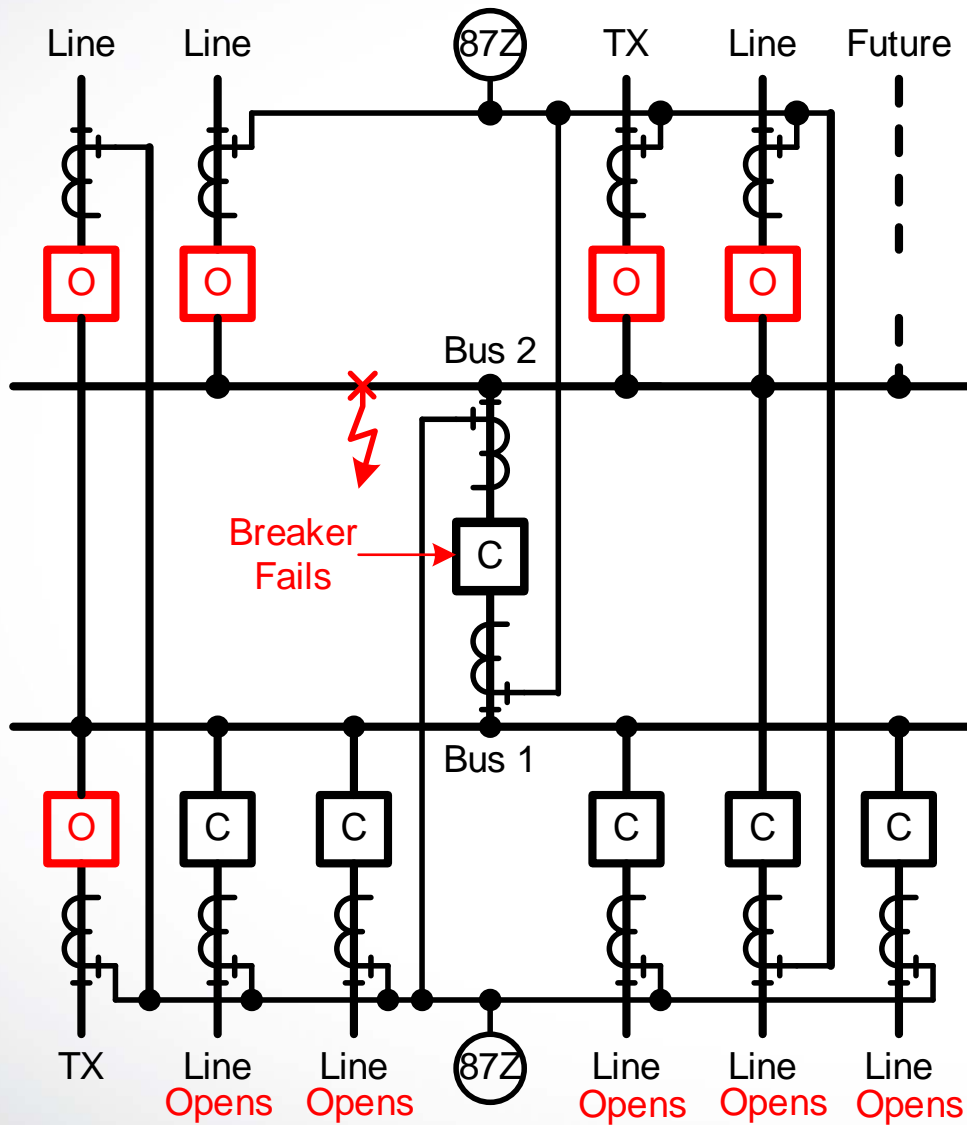 Line
Line
87Z
TX
Line
Future
O
O
O
O
Bus 2
Breaker
Fails
C
Bus 1
O
C
C
C
C
C
TX
Line
Opens
Line
Opens
87Z
Line
Opens
Line
Opens
Line
Opens